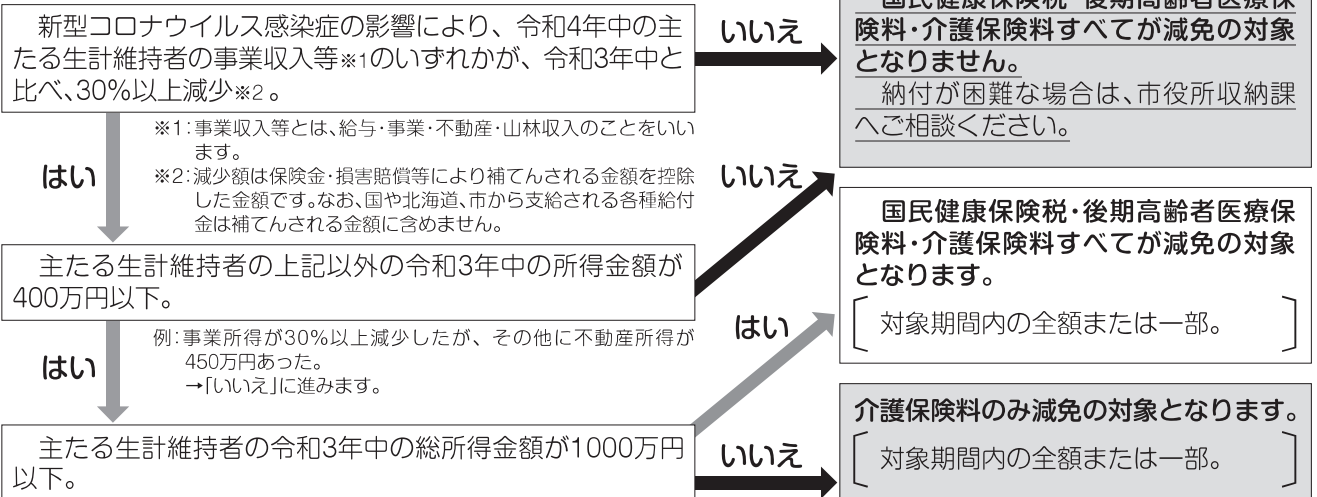 新型コロナウイルス感染症の影響により、令和4年中の主
たる生計維持者の事業収入等※1のいずれかが、令和3年中と
比べ、30%以上減少※2。
いいえ
国民健康保険税・後期高齢者医療保
険料・介護保険料すべてが減免の対象
となりません。
納付が困難な場合は、市役所収納課
へご相談ください。
はい
※1：事業収入等とは、給与・事業・不動産・山林収入のことをいい
ます。
※2：減少額は保険金・損害賠償等により補てんされる金額を控除
した金額です。なお、国や北海道、市から支給される各種給付
金は補てんされる金額に含めません。
いいえ
主たる生計維持者の上記以外の令和3年中の所得金額が
400万円以下。
国民健康保険税・後期高齢者医療保
険料・介護保険料すべてが減免の対象
となります。
対象期間内の全額または一部。
はい
例：事業所得が30%以上減少したが、その他に不動産所得が
450万円あった。
→「いいえ」に進みます。
はい
主たる生計維持者の令和3年中の総所得金額が1000万円
以下。
いいえ
介護保険料のみ減免の対象となります。
対象期間内の全額または一部。